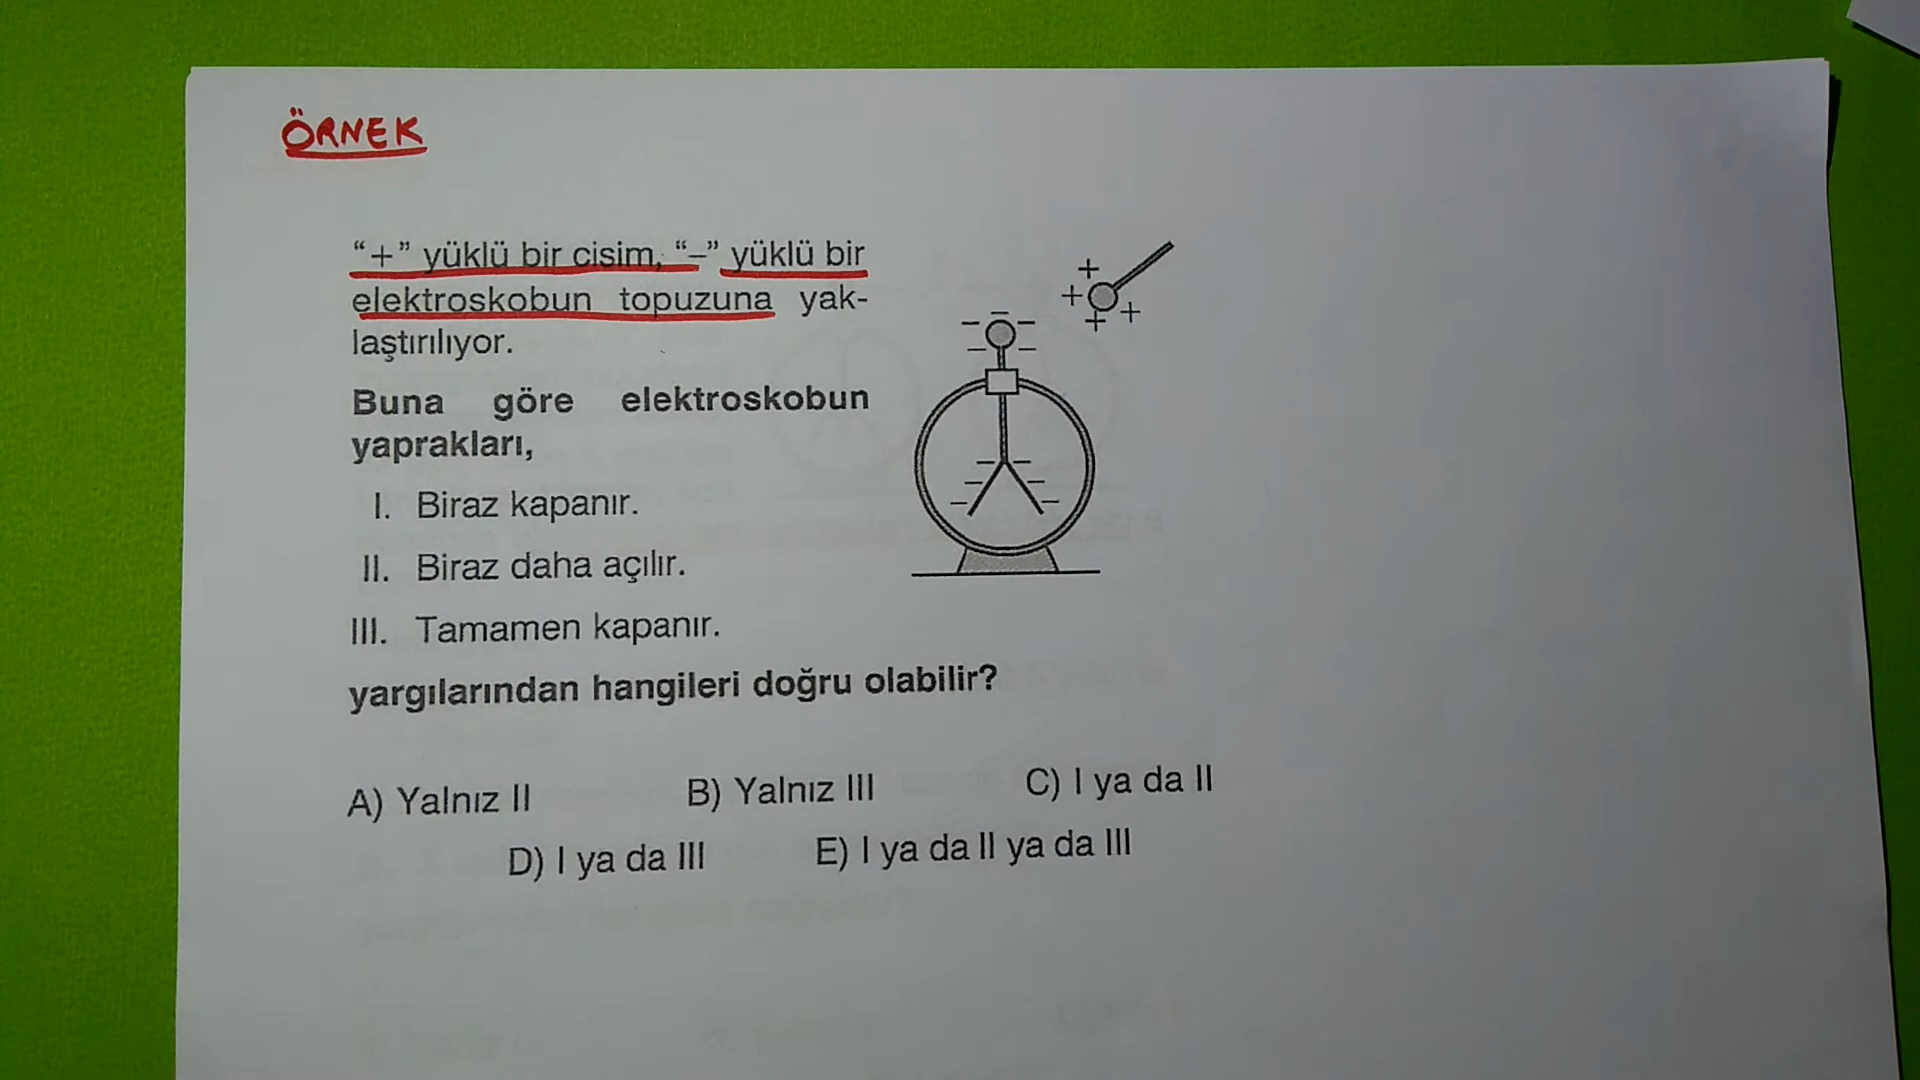 ÖRNEK
“+” yüklü bir cisim, “–” yüklü bir
elektroskobun topuzuna yak-
laştırılıyor.
Buna göre elektroskobun
yaprakları,
I. Biraz kapanır.
II. Biraz daha açılır.
III. Tamamen kapanır.
yargılarından hangileri doğru olabilir?
A) Yalnız II B) Yalnız III C) I ya da II
D) I ya da III E) I ya da II ya da III